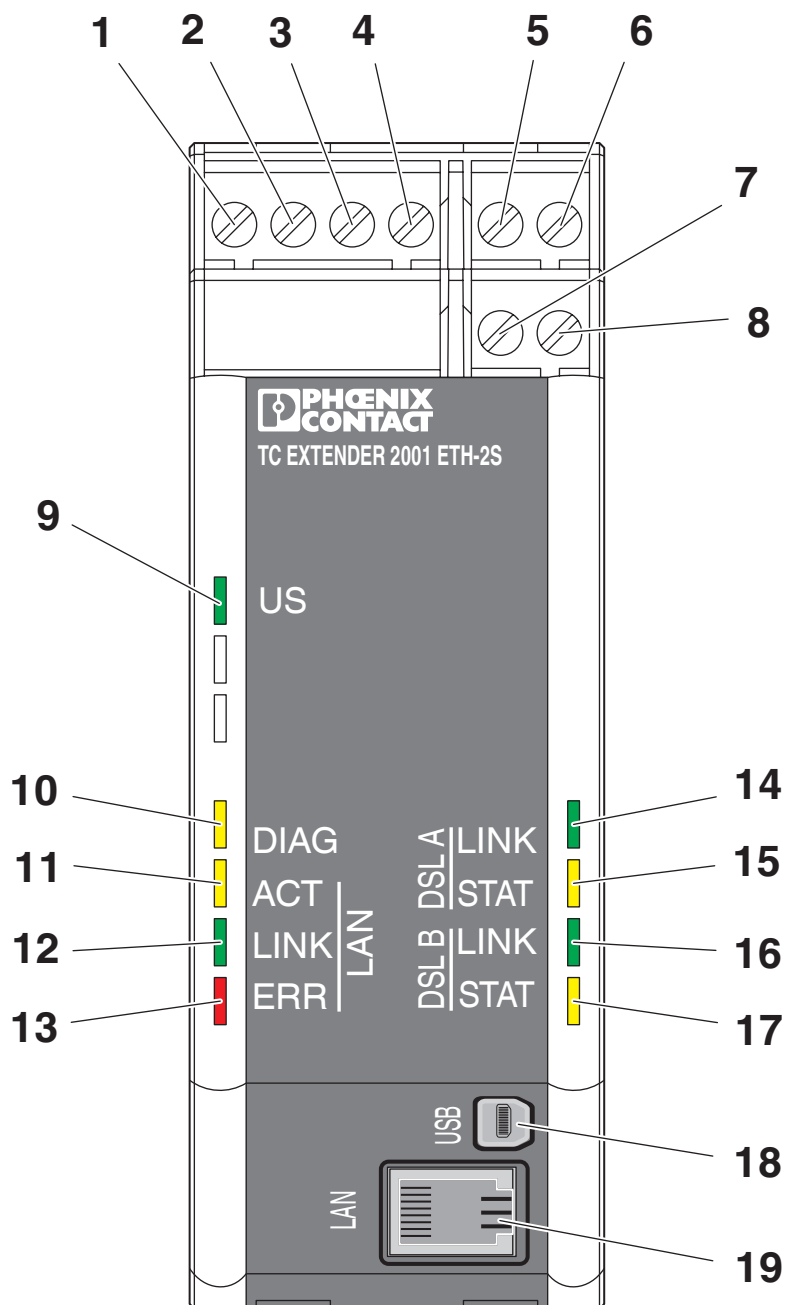 1 2 3 4 5 6
7
8
PHŒNIX
CONTACT
TC EXTENDER 2001 ETH-2S
9
US
10
11
12
13
DIAG
ACT
LINK
ERR
LAN
DSL A
LINK
STAT
DSL B
LINK
STAT
14
15
16
17
USB
18
LAN
19